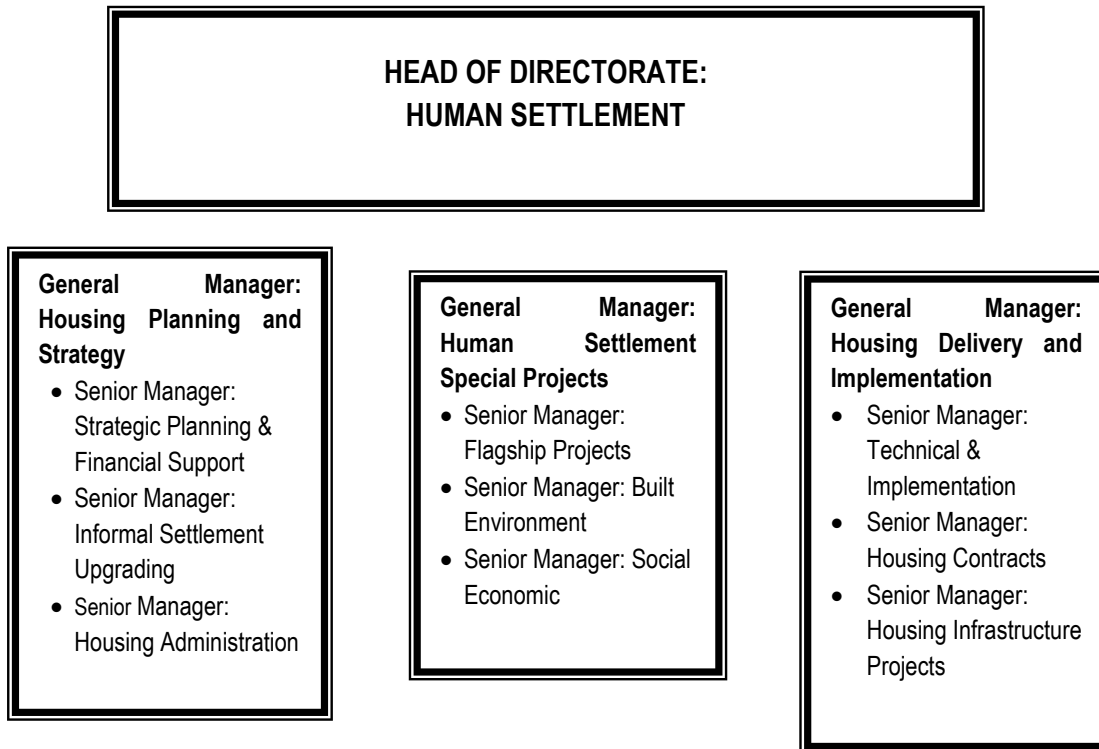 HEAD OF DIRECTORATE:
HUMAN SETTLEMENT
General Manager:
Housing Planning and
Strategy
• Senior Manager:
Strategic Planning &
Financial Support
• Senior Manager:
Informal Settlement
Upgrading
• Senior Manager:
Housing Administration
General Manager:
Human Settlement
Special Projects
• Senior Manager:
Flagship Projects
• Senior Manager: Built
Environment
• Senior Manager: Social
Economic
General Manager:
Housing Delivery and
Implementation
• Senior Manager:
Technical &
Implementation
• Senior Manager:
Housing Contracts
• Senior Manager:
Housing Infrastructure
Projects